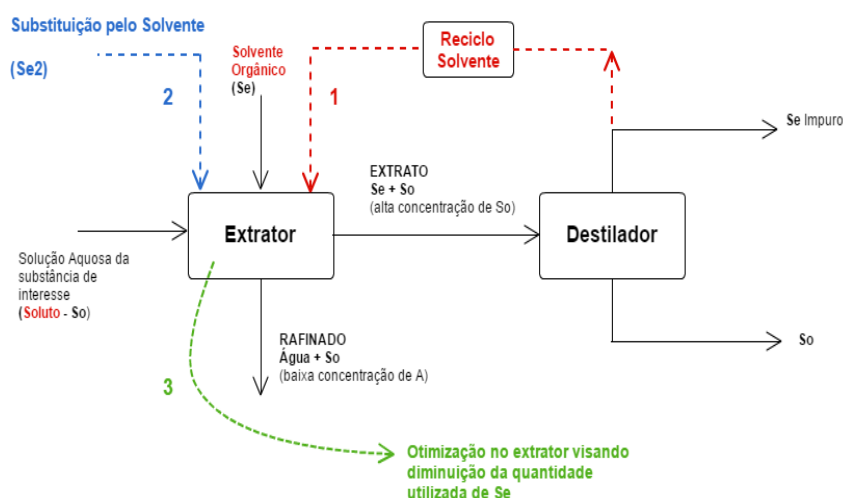 Substituição pelo Solvente
(Se2)
2
Solvente
Orgânico
(Se)
1
Reciclo
Solvente
Se Impuro
EXTRATO
Se + So
(alta concentração de So)
Extrator
Destilador
Solução Aquosa da
substância de
interesse
(Soluto - So)
RAFINADO
Água + So
(baixa concentração de A)
So
3
Otimização no extrator visando
diminuição da quantidade
utilizada de Se